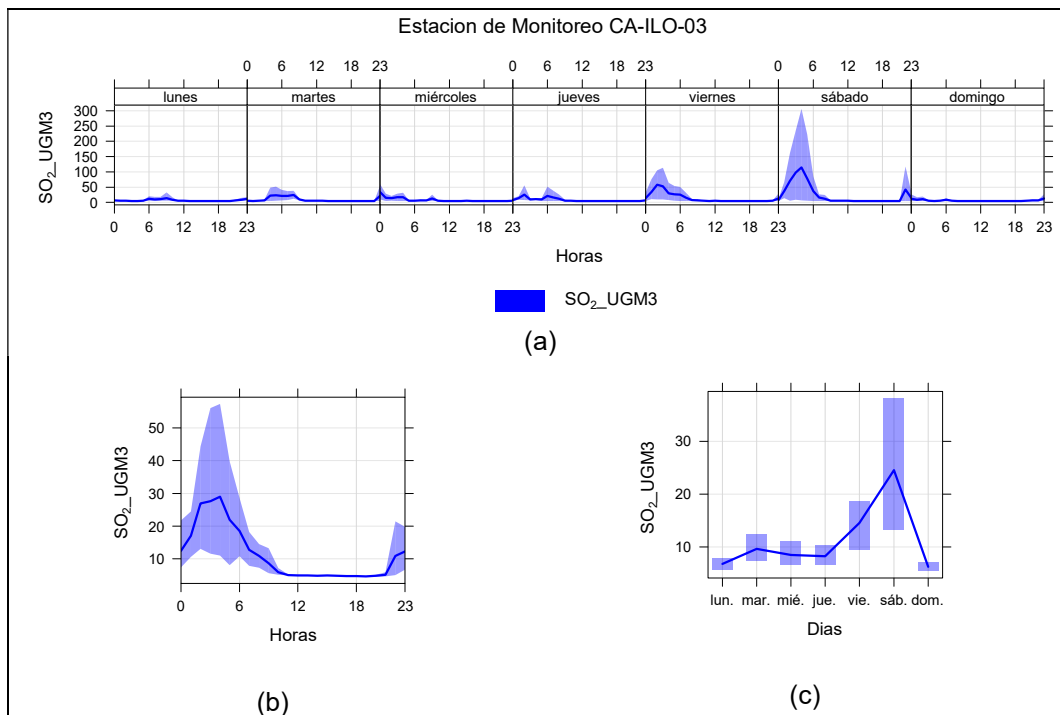 Estacion de Monitoreo CA-ILO-03
0 6 12 18 23 0 6 12 18 23 0 6 12 18 23
lunes martes miércoles jueves viernes sábado domingo
300
250
200
150
100
50
0
SO₂_UGM3
0 6 12 18 23 0 6 12 18 23 0 6 12 18 23 0 6 12 18 23
Horas
SO₂_UGM3
(a)
50
40
30
20
10
SO₂_UGM3
0 6 12 18 23
Horas
(b)
30
20
10
SO₂_UGM3
lun. mar. mié. jue. vie. sáb. dom.
Dias
(c)